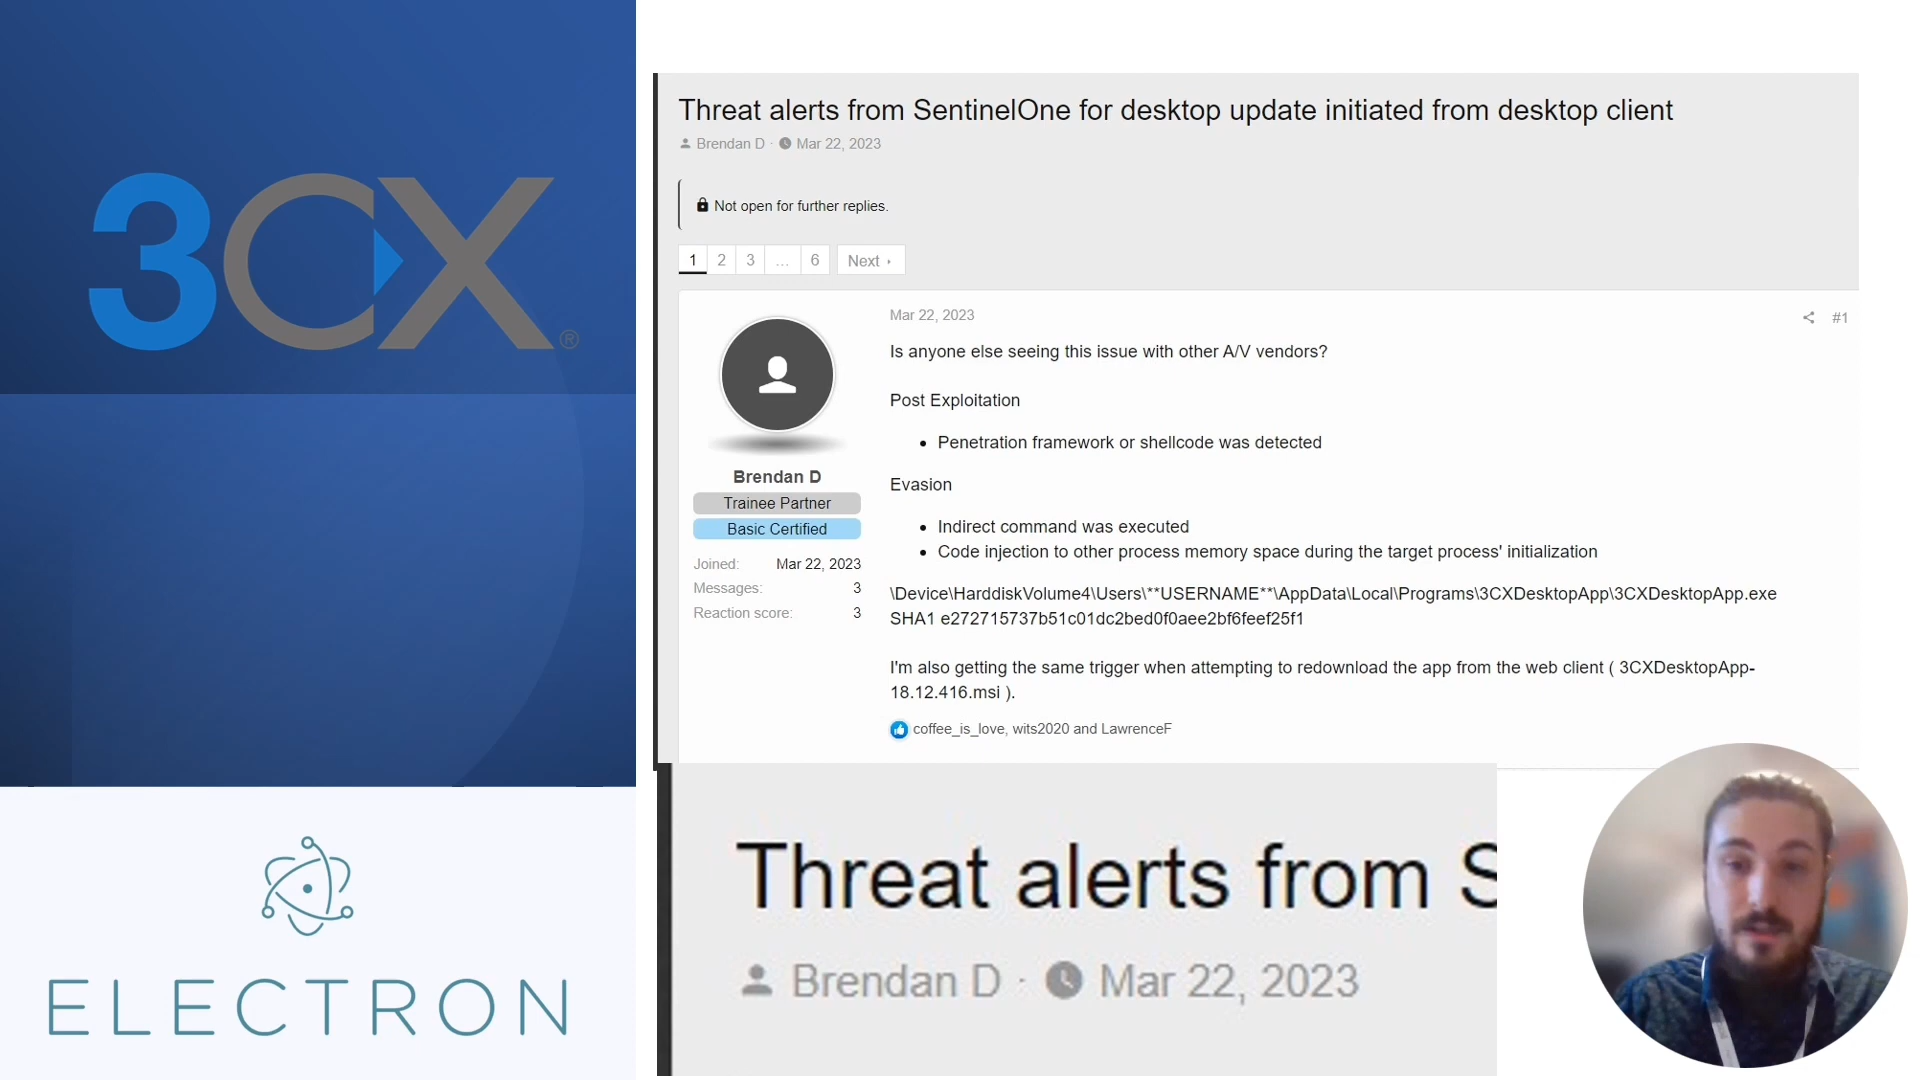 3CX®
ELECTRON
Threat alerts from SentinelOne for desktop update initiated from desktop client
Brendan D · Mar 22, 2023
Not open for further replies.
1 2 3 ... 6 Next
Mar 22, 2023
#1
Is anyone else seeing this issue with other A/V vendors?
Post Exploitation
• Penetration framework or shellcode was detected
Evasion
• Indirect command was executed
• Code injection to other process memory space during the target process' initialization
\Device\HarddiskVolume4\Users\**USERNAME**\AppData\Local\Programs\3CXDesktopApp\3CXDesktopApp.exe
SHA1 e272715737b51c01dc2bed0f0aee2bf6feef25f1
I'm also getting the same trigger when attempting to redownload the app from the web client ( 3CXDesktopApp-
18.12.416.msi ).
coffee_is_love, wits2020 and LawrenceF
Brendan D
Trainee Partner
Basic Certified
Joined: Mar 22, 2023
Messages: 3
Reaction score: 3
Threat alerts from S
Brendan D · Mar 22, 2023